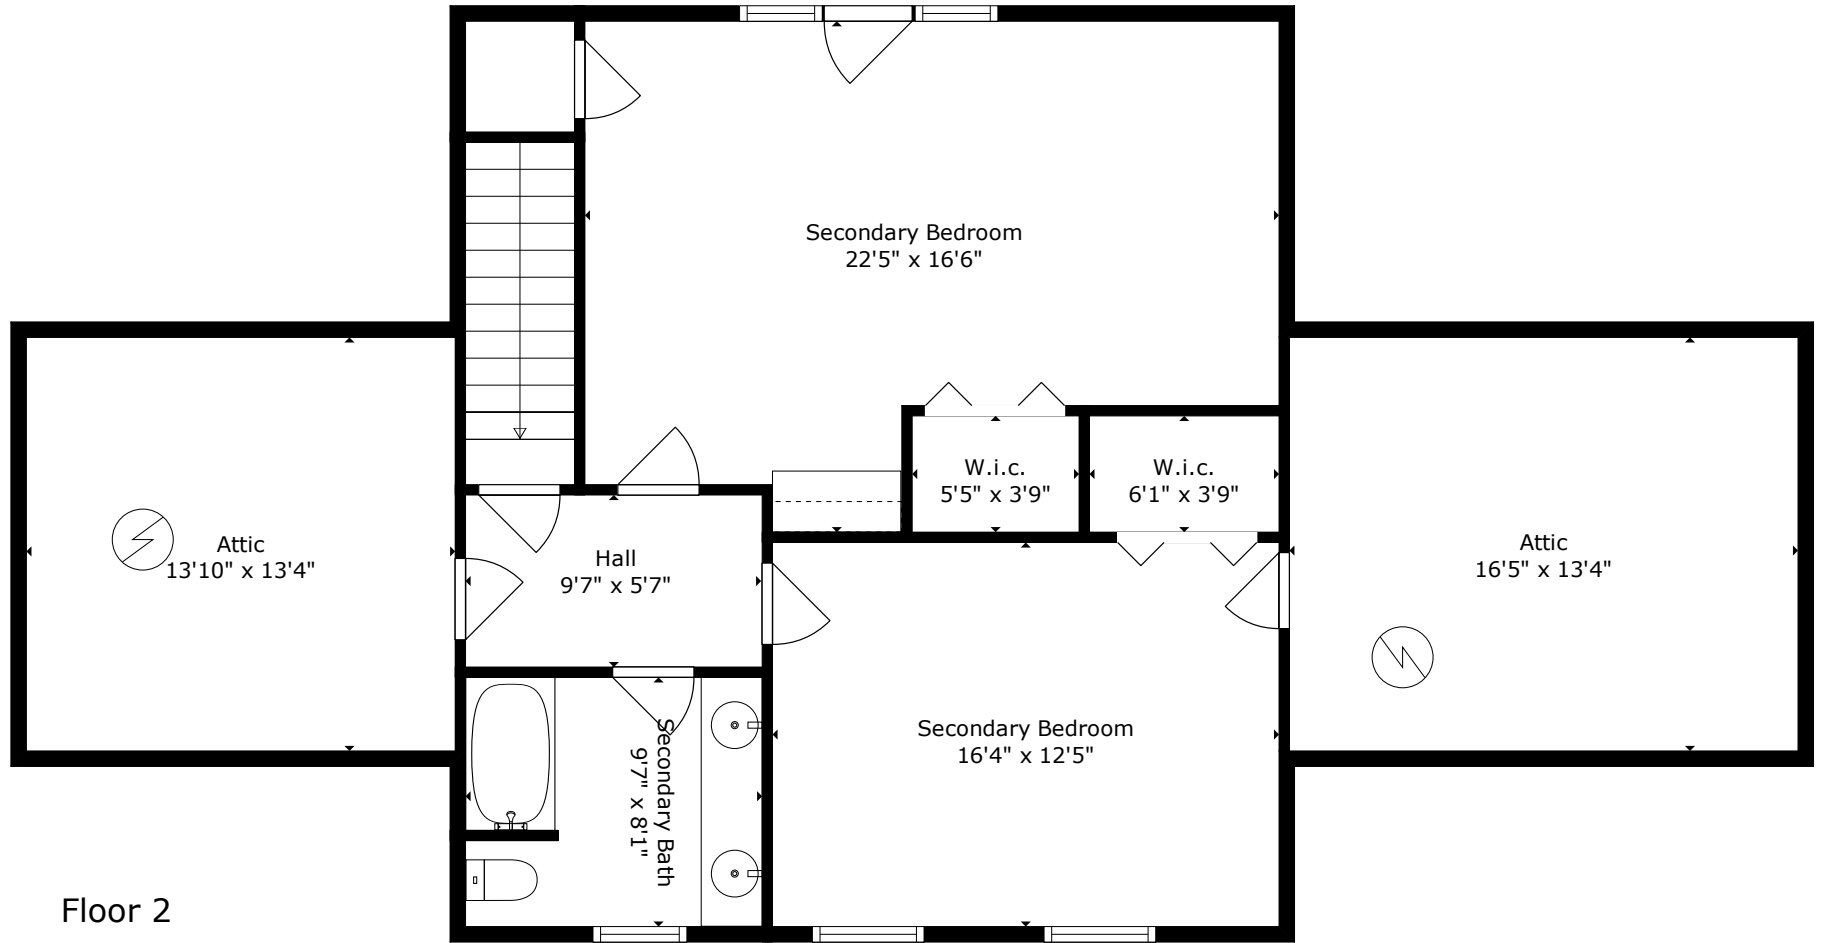 Secondary Bedroom
22'5" x 16'6"
W.i.c.
5'5" x 3'9"
W.i.c.
6'1" x 3'9"
Attic
13'10" x 13'4"
Hall
9'7" x 5'7"
Attic
16'5" x 13'4"
Secondary Bath
9'7" x 8'1"
Secondary Bedroom
16'4" x 12'5"
Floor 2